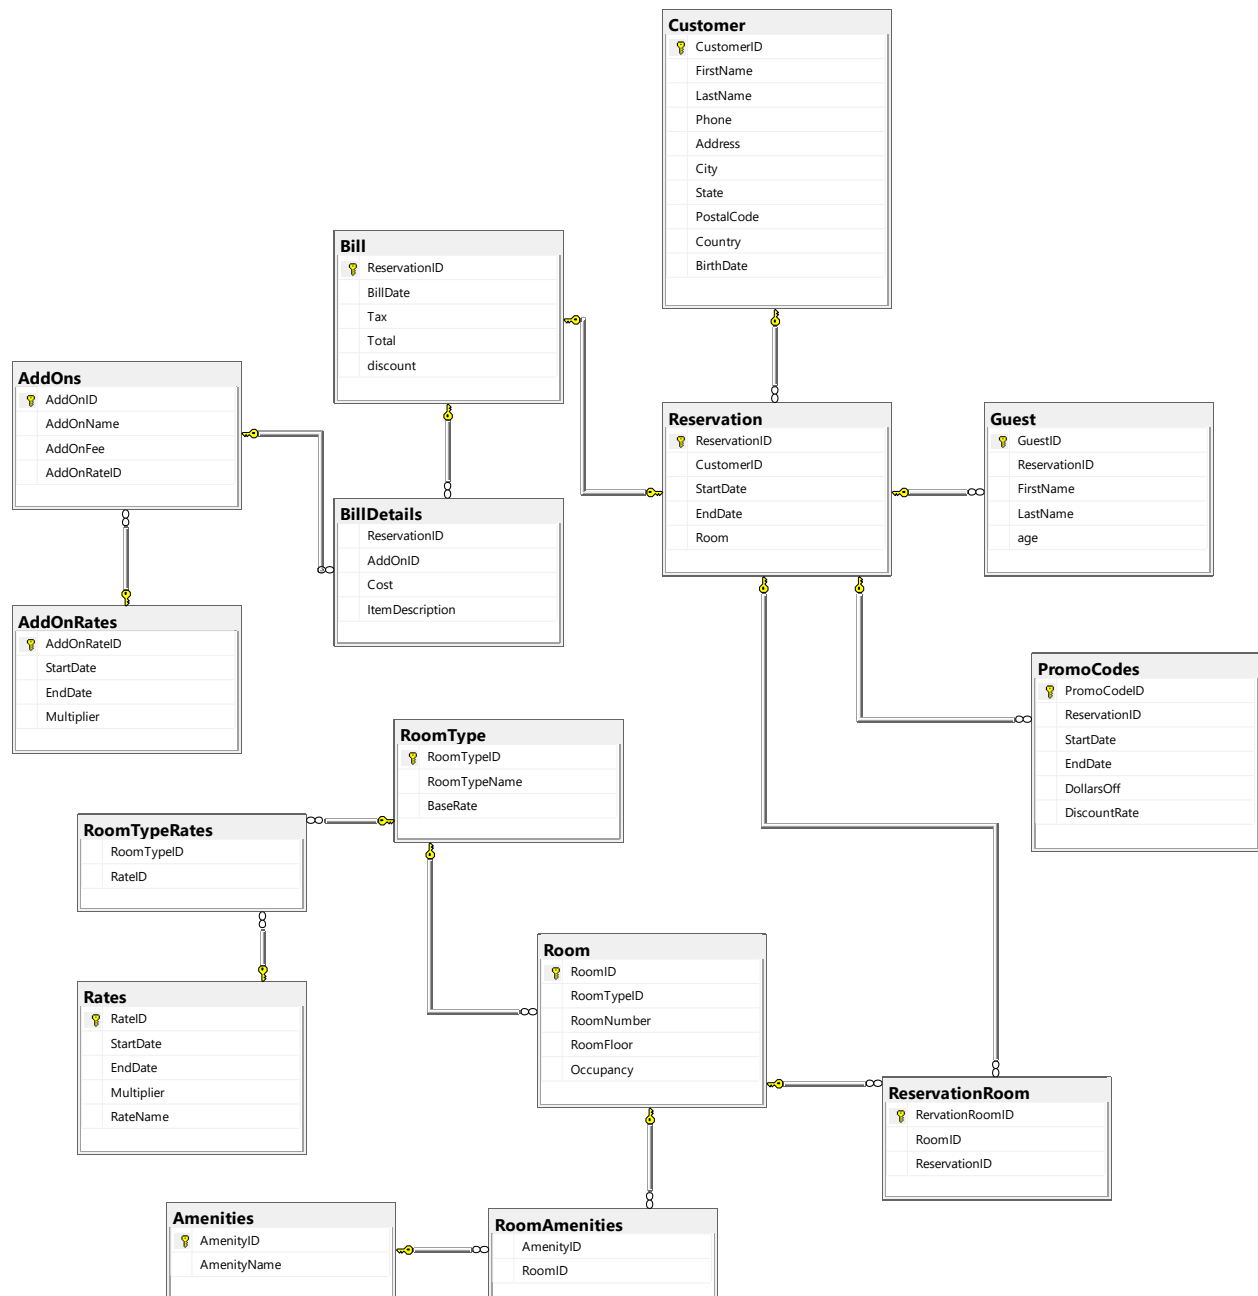 Customer
CustomerID
FirstName
LastName
Phone
Address
City
State
PostalCode
Country
BirthDate
Bill
ReservationID
BillDate
Tax
Total
discount
AddOns
AddOnID
AddOnName
AddOnFee
AddOnRateID
Reservation
ReservationID
CustomerID
StartDate
EndDate
Room
Guest
GuestID
ReservationID
FirstName
LastName
age
BillDetails
ReservationID
AddOnID
Cost
ItemDescription
AddOnRates
AddOnRateID
StartDate
EndDate
Multiplier
PromoCodes
PromoCodeID
ReservationID
StartDate
EndDate
DollarsOff
DiscountRate
RoomType
RoomTypeID
RoomTypeName
BaseRate
RoomTypeRates
RoomTypeID
RateID
Room
RoomID
RoomTypeID
RoomNumber
RoomFloor
Occupancy
Rates
RateID
StartDate
EndDate
Multiplier
RateName
ReservationRoom
RervationRoomID
RoomID
ReservationID
Amenities
AmenityID
AmenityName
RoomAmenities
AmenityID
RoomID